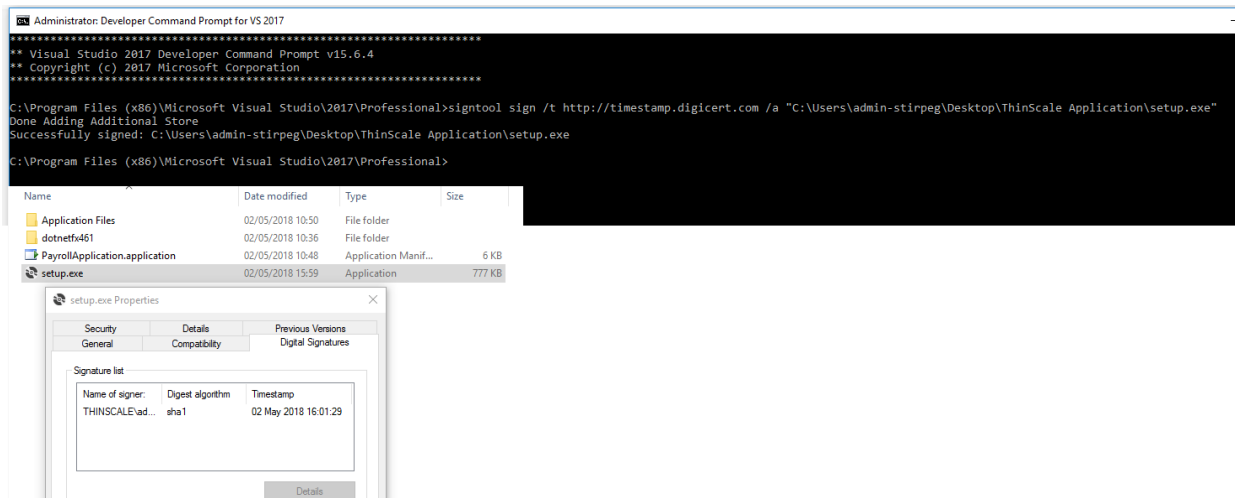 Administrator: Developer Command Prompt for VS 2017
**********************************************************************
** Visual Studio 2017 Developer Command Prompt v15.6.4
** Copyright (c) 2017 Microsoft Corporation
**********************************************************************
C:\Program Files (x86)\Microsoft Visual Studio\2017\Professional>signtool sign /t http://timestamp.digicert.com /a "C:\Users\admin-stirpeg\Desktop\ThinScale Application\setup.exe"
Done Adding Additional Store
Successfully signed: C:\Users\admin-stirpeg\Desktop\ThinScale Application\setup.exe
C:\Program Files (x86)\Microsoft Visual Studio\2017\Professional>
Name Date modified Type Size
Application Files 02/05/2018 10:50 File folder
dotnetfx461 02/05/2018 10:36 File folder
PayrollApplication.application 02/05/2018 10:48 Application Manif... 6 KB
setup.exe 02/05/2018 15:59 Application 777 KB
setup.exe Properties
Security Details Previous Versions
General Compatibility Digital Signatures
Signature list
Name of signer: Digest algorithm Timestamp
THINSCALE\ad... sha1 02 May 2018 16:01:29
Details